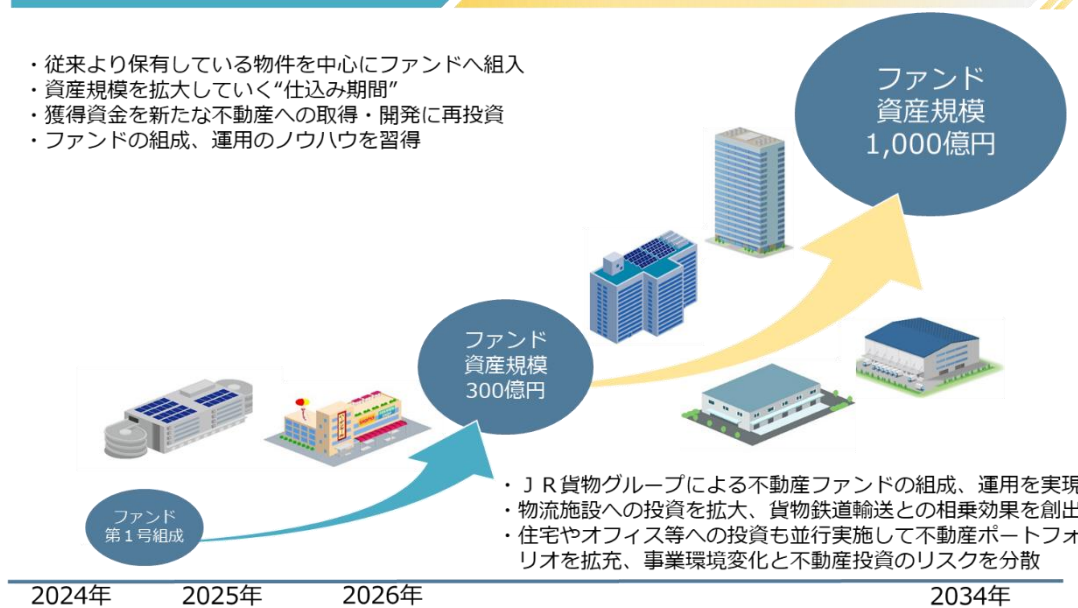 ・従来より保有している物件を中心にファンドへ組入
・資産規模を拡大していく“仕込み期間”
・獲得資金を新たな不動産への取得・開発に再投資
・ファンドの組成、運用のノウハウを習得
ファンド
資産規模
1,000億円
ファンド
資産規模
300億円
ファンド
第１号組成
・ＪＲ貨物グループによる不動産ファンドの組成、運用を実現
・物流施設への投資を拡大、貨物鉄道輸送との相乗効果を創出
・住宅やオフィス等への投資も並行実施して不動産ポートフォ
リオを拡充、事業環境変化と不動産投資のリスクを分散
2024年
2025年
2026年
2034年